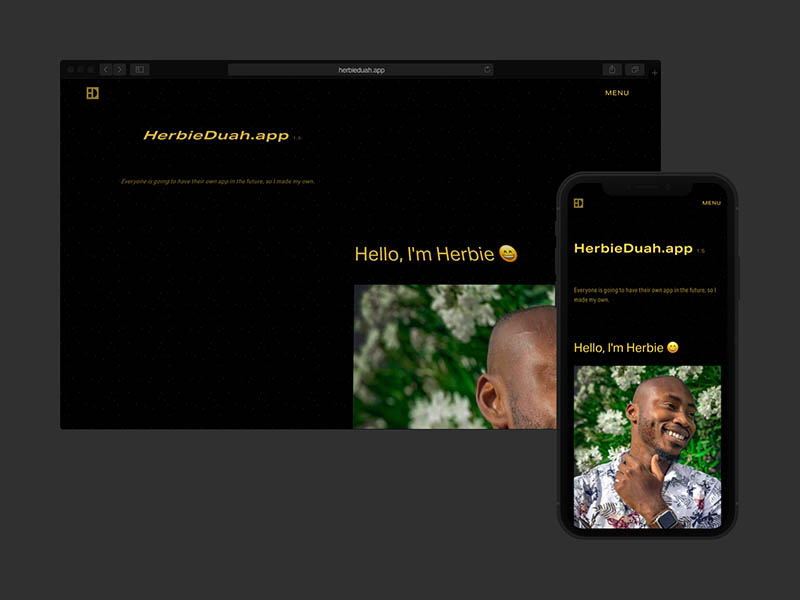 herbieduah.app
MENU
HerbieDuah.app 1.5
Everyone is going to have their own app in the future, so I made my own.
Hello, I'm Herbie 😄
MENU
HerbieDuah.app 1.5
Everyone is going to have their own app in the future, so I
made my own.
Hello, I'm Herbie 😄